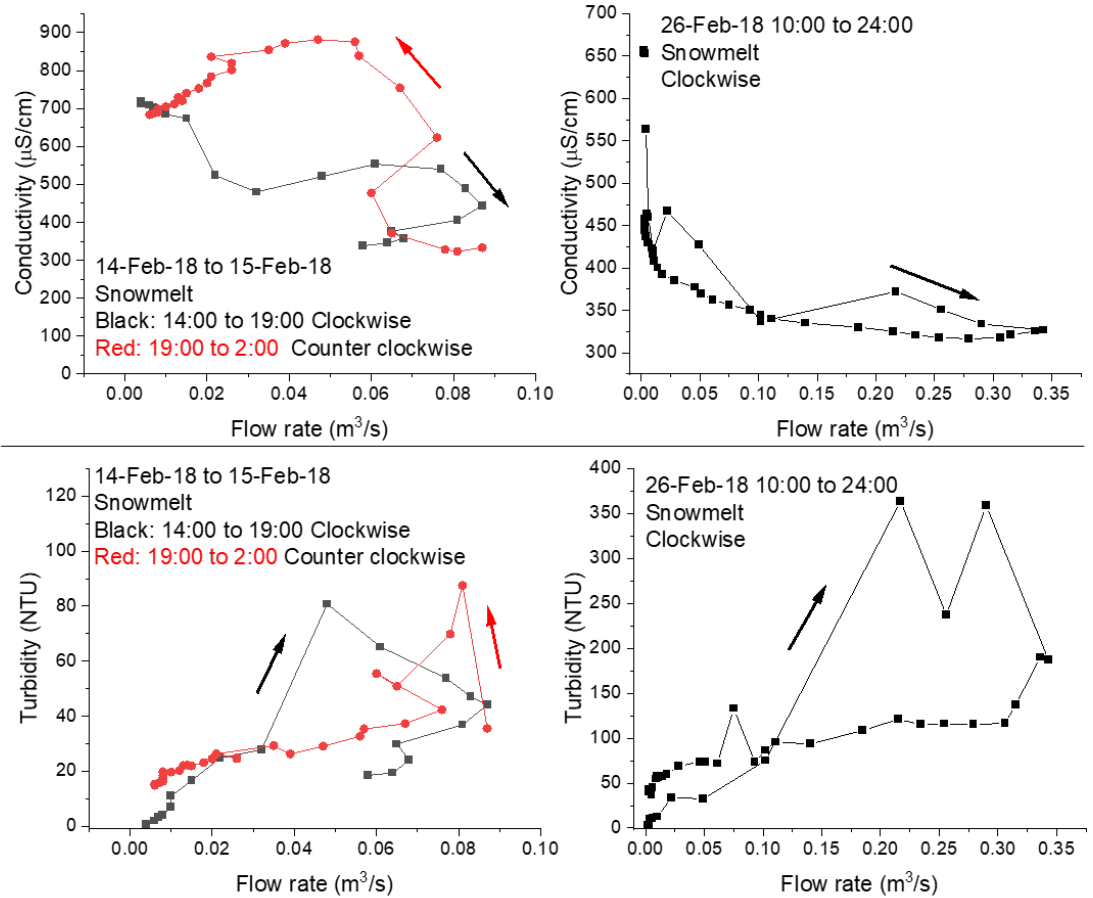 900
800
700
600
500
400
300
200
100
0
Conductivity (μS/cm)
14-Feb-18 to 15-Feb-18
Snowmelt
Black: 14:00 to 19:00 Clockwise
Red: 19:00 to 2:00 Counter clockwise
0.00 0.02 0.04 0.06 0.08 0.10
Flow rate (m³/s)
700
650
600
550
500
450
400
350
300
Conductivity (μS/cm)
26-Feb-18 10:00 to 24:00
Snowmelt
Clockwise
0.00 0.05 0.10 0.15 0.20 0.25 0.30 0.35
Flow rate (m³/s)
120
100
80
60
40
20
0
Turbidity (NTU)
14-Feb-18 to 15-Feb-18
Snowmelt
Black: 14:00 to 19:00 Clockwise
Red: 19:00 to 2:00 Counter clockwise
0.00 0.02 0.04 0.06 0.08 0.10
Flow rate (m³/s)
400
350
300
250
200
150
100
50
0
Turbidity (NTU)
26-Feb-18 10:00 to 24:00
Snowmelt
Clockwise
0.00 0.05 0.10 0.15 0.20 0.25 0.30 0.35
Flow rate (m³/s)